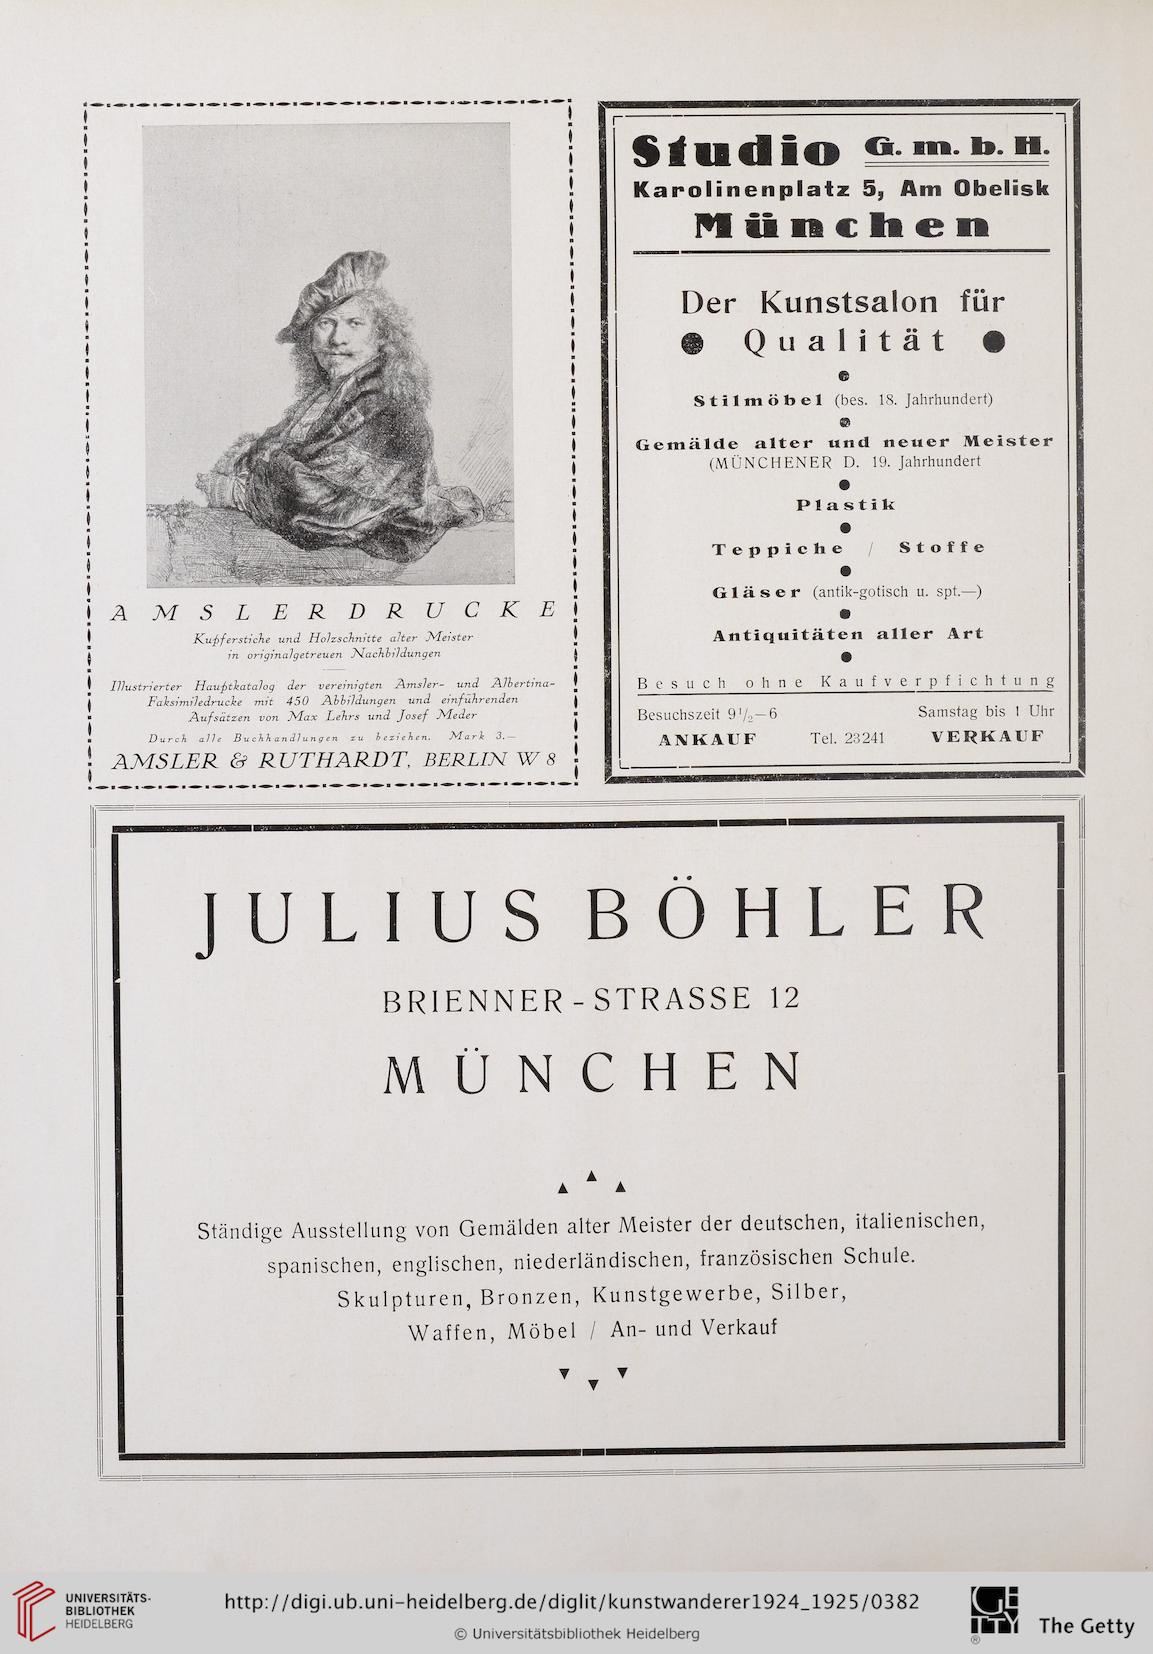 AMSLERDRUCKE
Kupferstiche und Holzschnitte alter Meister
in originalgetreuen Nachbildungen
Illustrierter Hauptkatalog der vereinigten Amsler- und Albertina-
Faksimiledrucke mit 450 Abbildungen und einführenden
Aufsätzen von Max Lehrs und Josef Meder
Durch alle Buchhandlungen zu beziehen. Mark 3.—
AMSLER & RUTHARDT, BERLIN W 8
Studio G. m. b. H.
Karolinenplatz 5, Am Obelisk
München
Der Kunstsalon für
● Qualität ●
Stilmöbel (bes. 18. Jahrhundert)
Gemälde alter und neuer Meister
(MÜNCHENER D. 19. Jahrhundert
Plastik
Teppiche / Stoffe
Gläser (antik-gotisch u. spt.—)
Antiquitäten aller Art
Besuch ohne Kaufverpfichtung
Besuchszeit 9½—6 Samstag bis 1 Uhr
ANKAUF Tel. 23241 VERKAUF
JULIUS BÖHLER
BRIENNER-STRASSE 12
MÜNCHEN
Ständige Ausstellung von Gemälden alter Meister der deutschen, italienischen,
spanischen, englischen, niederländischen, französischen Schule.
Skulpturen, Bronzen, Kunstgewerbe, Silber,
Waffen, Möbel / An- und Verkauf
UNIVERSITÄTS-
BIBLIOTHEK
HEIDELBERG
http://digi.ub.uni-heidelberg.de/diglit/kunstwanderer1924_1925/0382
© Universitätsbibliothek Heidelberg
GETTY
®
The Getty